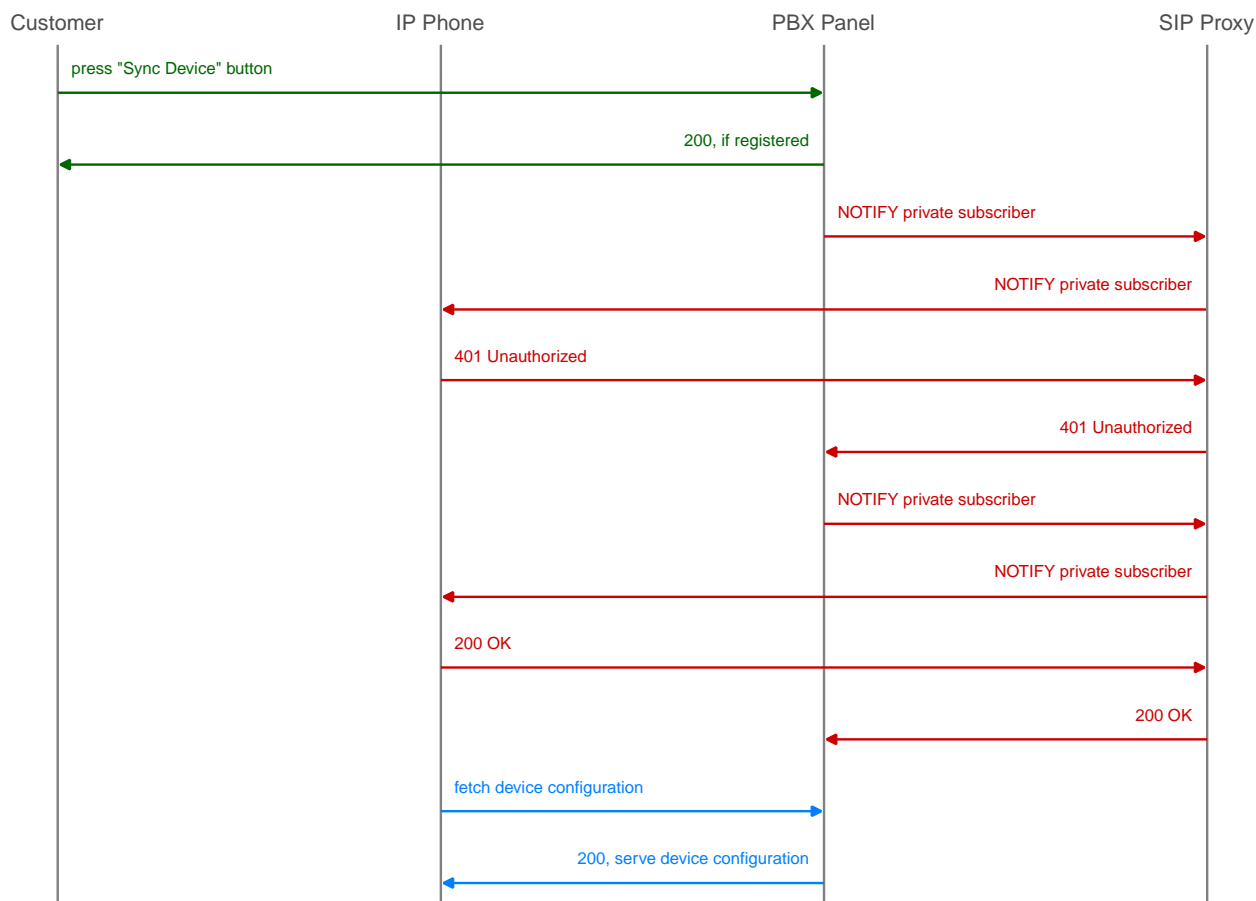 Customer
IP Phone
PBX Panel
SIP Proxy
press "Sync Device" button
200, if registered
NOTIFY private subscriber
NOTIFY private subscriber
401 Unauthorized
401 Unauthorized
NOTIFY private subscriber
NOTIFY private subscriber
200 OK
200 OK
fetch device configuration
200, serve device configuration